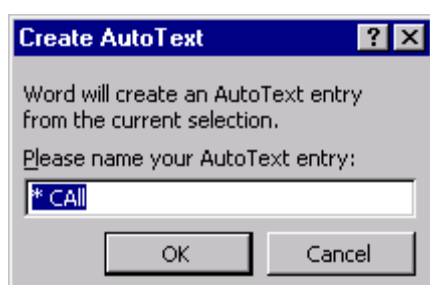 Create AutoText ? X
Word will create an AutoText entry
from the current selection.
Please name your AutoText entry:
* CAll
OK Cancel